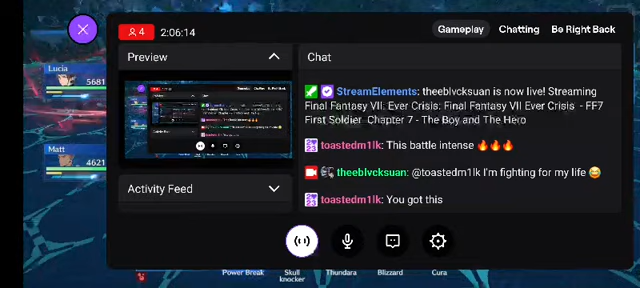 4 2:06:14 Gameplay Chatting Be Right Back
Preview
Chat
Lucia
5681
StreamElements: theeblvcksuan is now live! Streaming
Final Fantasy VII: Ever Crisis: Final Fantasy VII Ever Crisis - FF7
First Soldier Chapter 7 - The Boy and The Hero
toastedm1lk: This battle intense 🔥🔥🔥
Matt
4621
theeblvcksuan: @toastedm1lk I'm fighting for my life 😅
Activity Feed
toastedm1lk: You got this
Power Break
Skull
knocker
Thundara
Blizzard
Cura